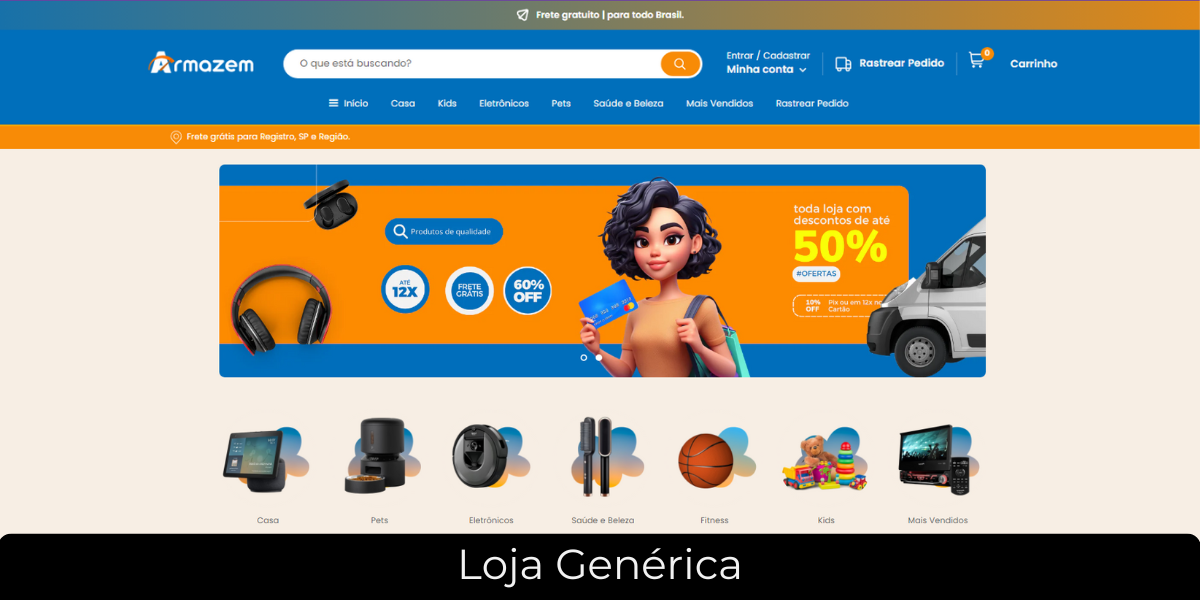 Frete gratuito | para todo Brasil.
Armazem
O que está buscando?
Entrar / Cadastrar
Minha conta
Rastrear Pedido
0
Carrinho
Início Casa Kids Eletrônicos Pets Saúde e Beleza Mais Vendidos Rastrear Pedido
Frete grátis para Registro, SP e Região.
Produtos de qualidade
ATÉ
12X
FRETE
GRÁTIS
60%
OFF
toda loja com
descontos de até
50%
#OFERTAS
10%
OFF
Pix ou em 12x no
Cartão
Casa Pets Eletrônicos Saúde e Beleza Fitness Kids Mais Vendidos
Loja Genérica